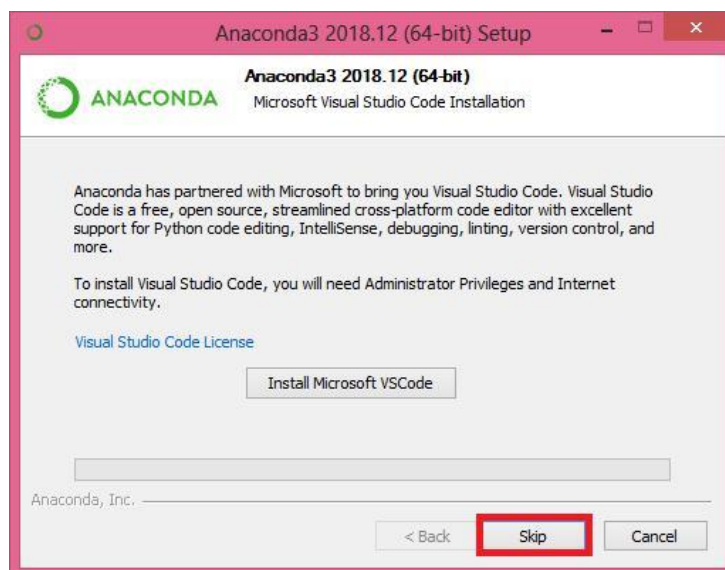 Anaconda3 2018.12 (64-bit) Setup
ANACONDA
Anaconda3 2018.12 (64-bit)
Microsoft Visual Studio Code Installation
Anaconda has partnered with Microsoft to bring you Visual Studio Code. Visual Studio
Code is a free, open source, streamlined cross-platform code editor with excellent
support for Python code editing, IntelliSense, debugging, linting, version control, and
more.
To install Visual Studio Code, you will need Administrator Privileges and Internet
connectivity.
Visual Studio Code License
Install Microsoft VSCode
Anaconda, Inc.
< Back
Skip
Cancel